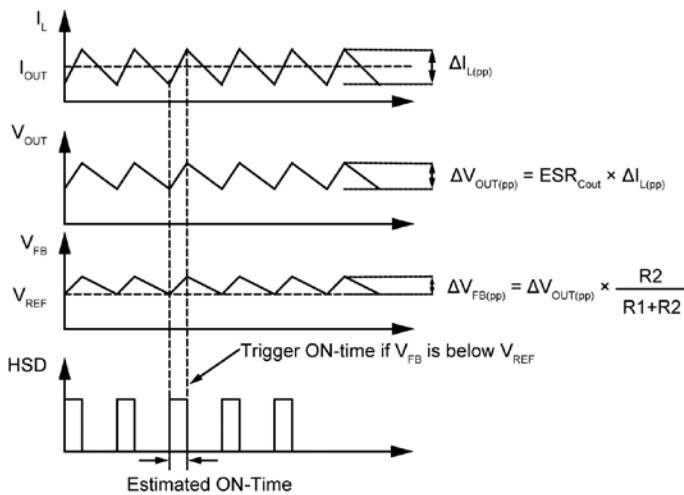 I_L
I_OUT
ΔI_L(pp)
V_OUT
ΔV_OUT(pp) = ESR_Cout × ΔI_L(pp)
V_FB
V_REF
ΔV_FB(pp) = ΔV_OUT(pp) × R2
R1+R2
Trigger ON-time if V_FB is below V_REF
HSD
Estimated ON-Time